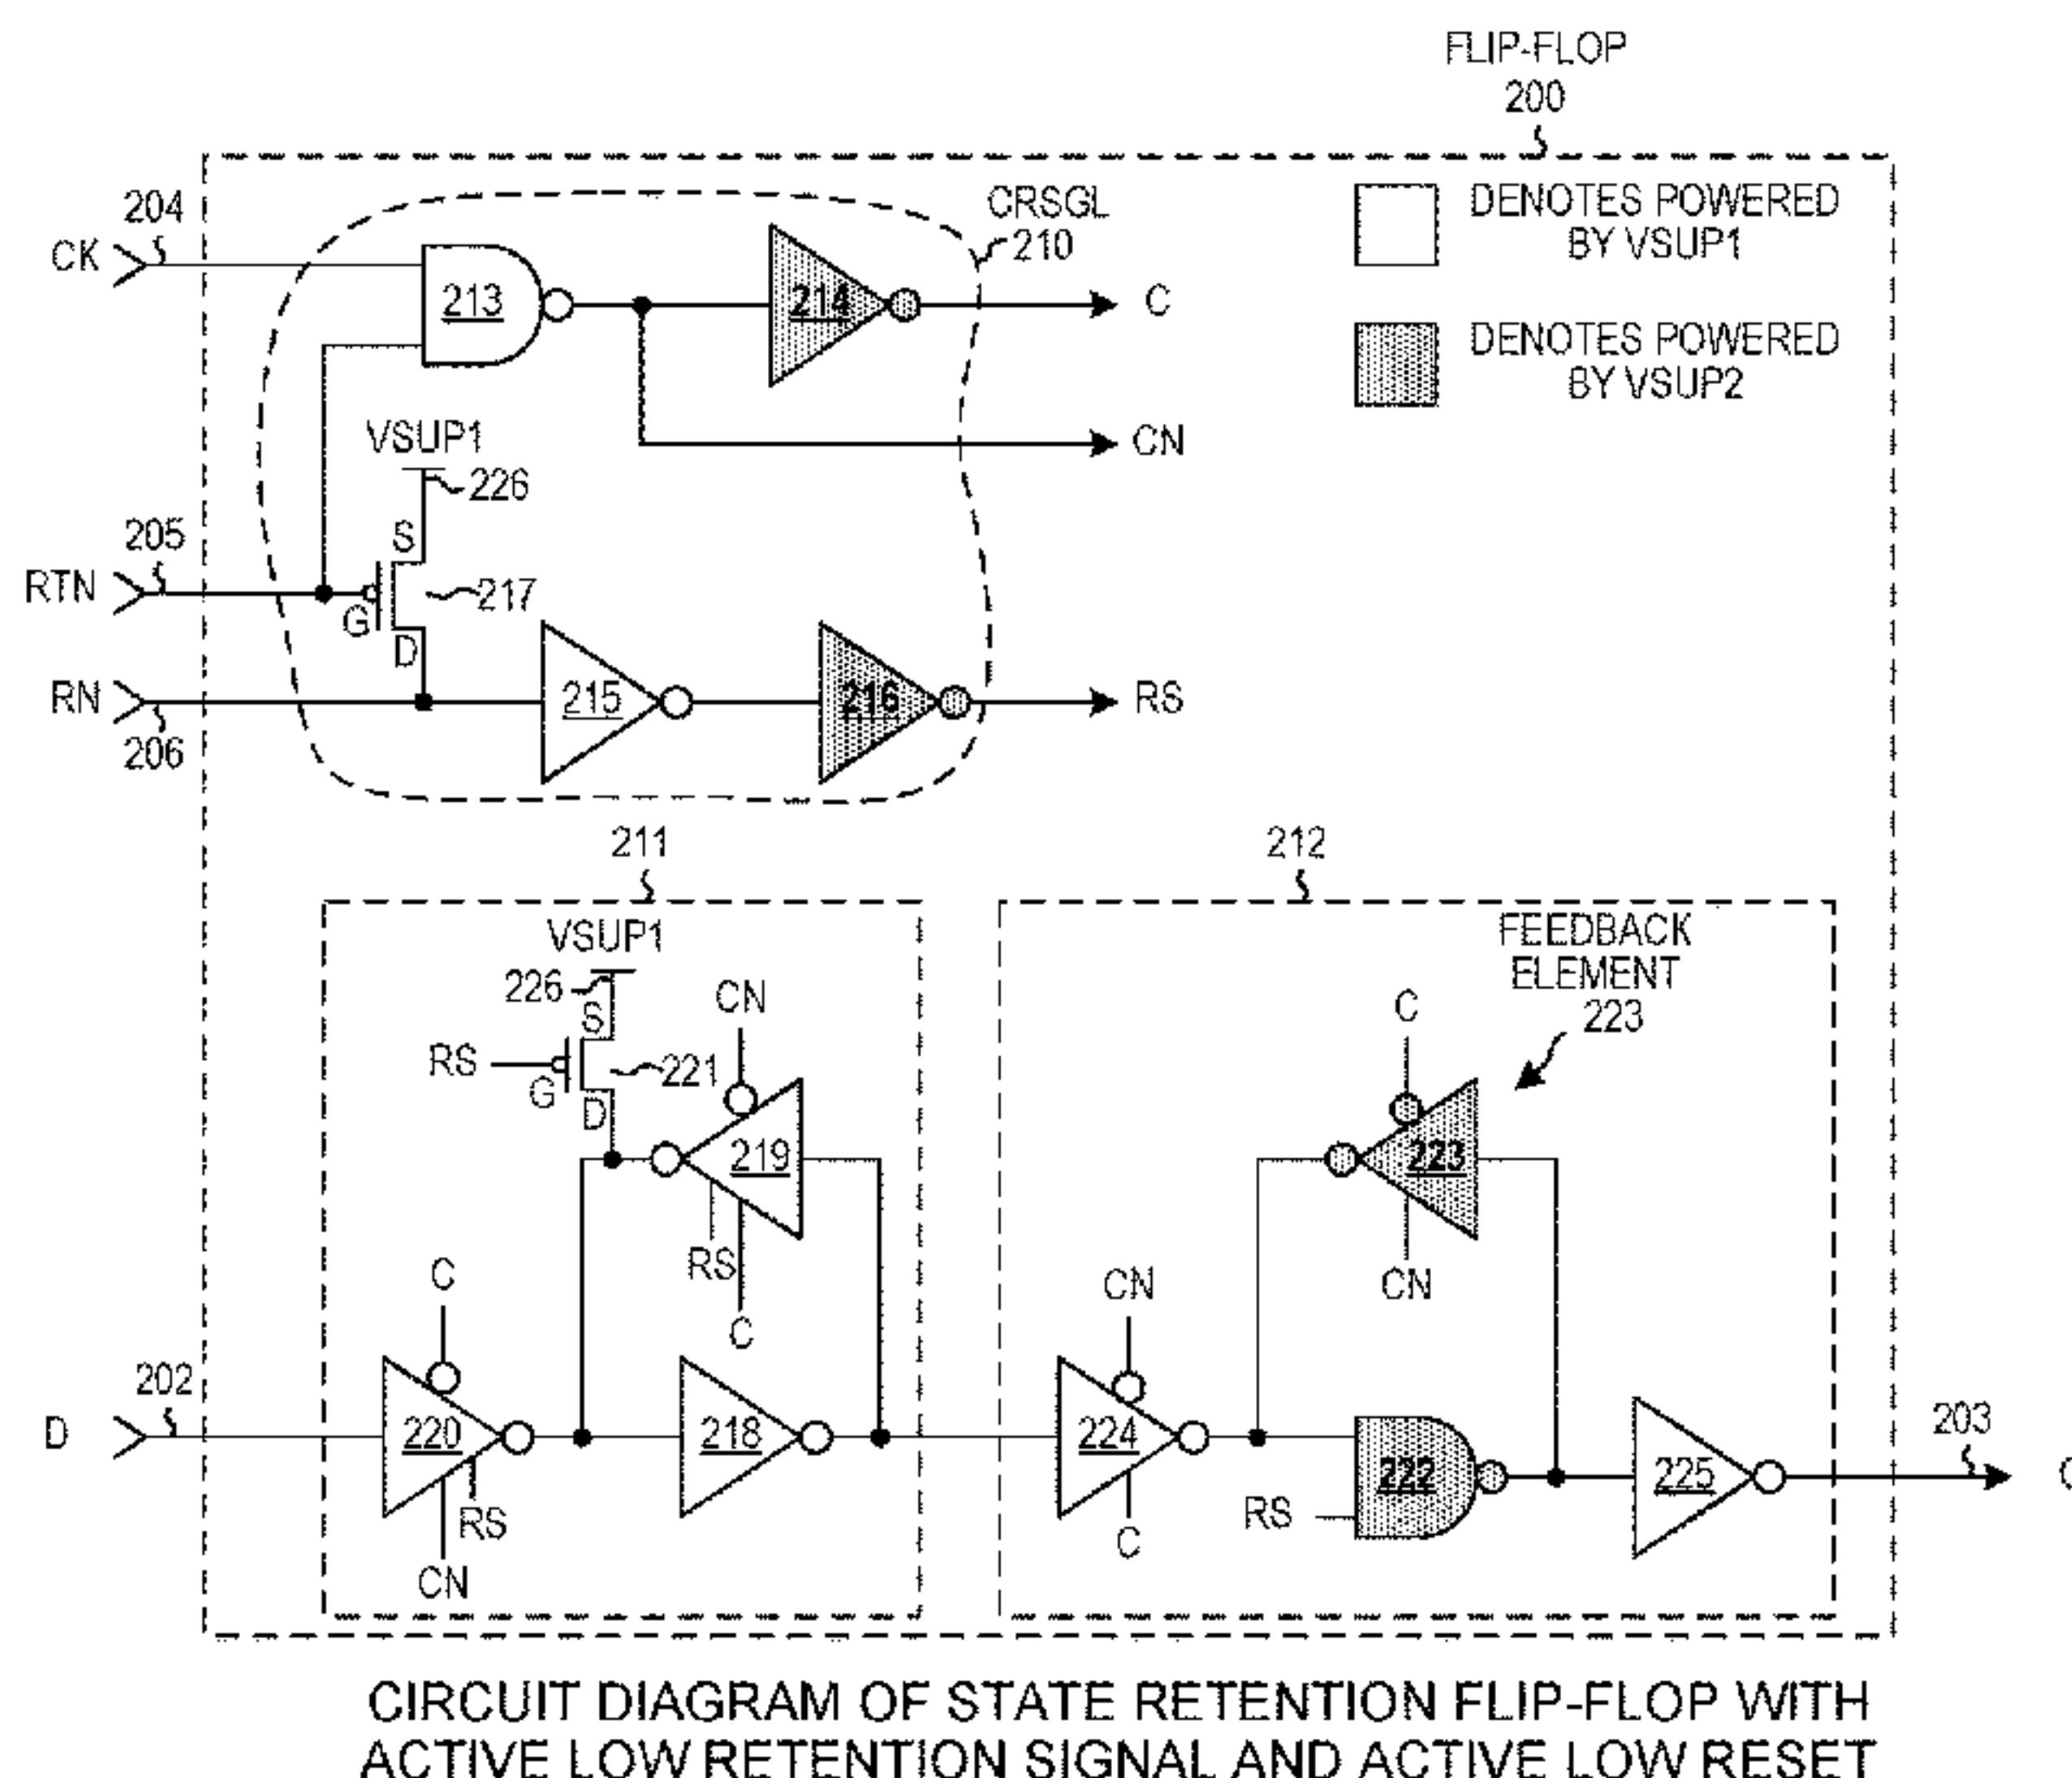 FLIP-FLOP
200
204
CK
213
CRSGL
210
214
C
CN
DENOTES POWERED
BY VSUP1
DENOTES POWERED
BY VSUP2
VSUP1
226
S
205
RTN
G
217
D
RN
206
215
216
RS
211
212
VSUP1
226
S
CN
RS
G
221
D
219
RS
C
FEEDBACK
ELEMENT
223
C
223
CN
C
202
D
220
RS
CN
218
CN
224
C
RS
222
225
203
CIRCUIT DIAGRAM OF STATE RETENTION FLIP-FLOP WITH
ACTIVE LOW RETENTION SIGNAL AND ACTIVE LOW RESET